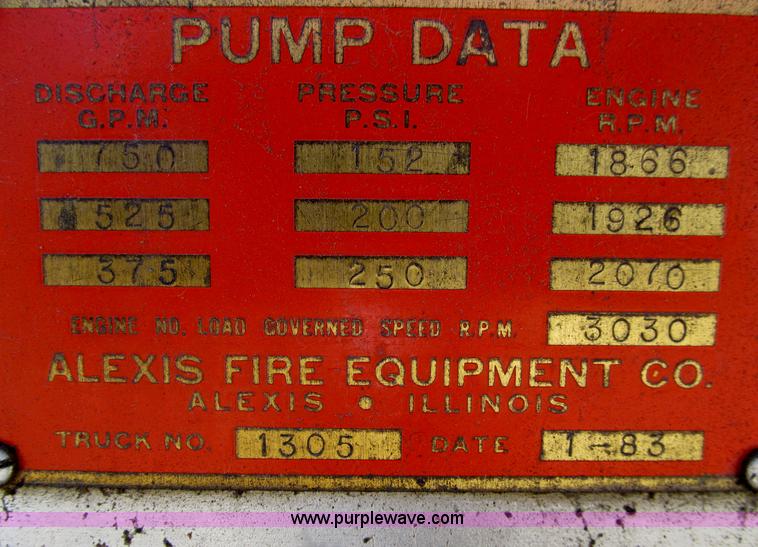 PUMP DATA
DISCHARGE G.P.M. PRESSURE P.S.I. ENGINE R.P.M.
750 152 1866
525 200 1926
375 250 2070
ENGINE NO. LOAD GOVERNED SPEED R.P.M. 3030
ALEXIS FIRE EQUIPMENT CO.
ALEXIS • ILLINOIS
TRUCK NO. 1305 DATE 1-83
www.purplewave.com